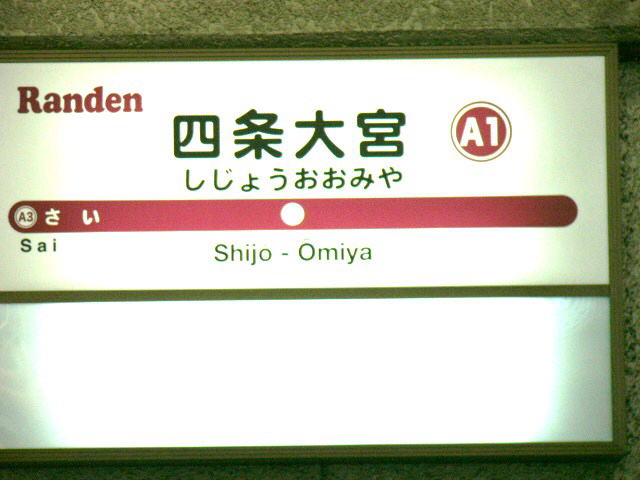 Randen
四条大宮
A1
しじょうおおみや
A3 さい
Sai
Shijo - Omiya